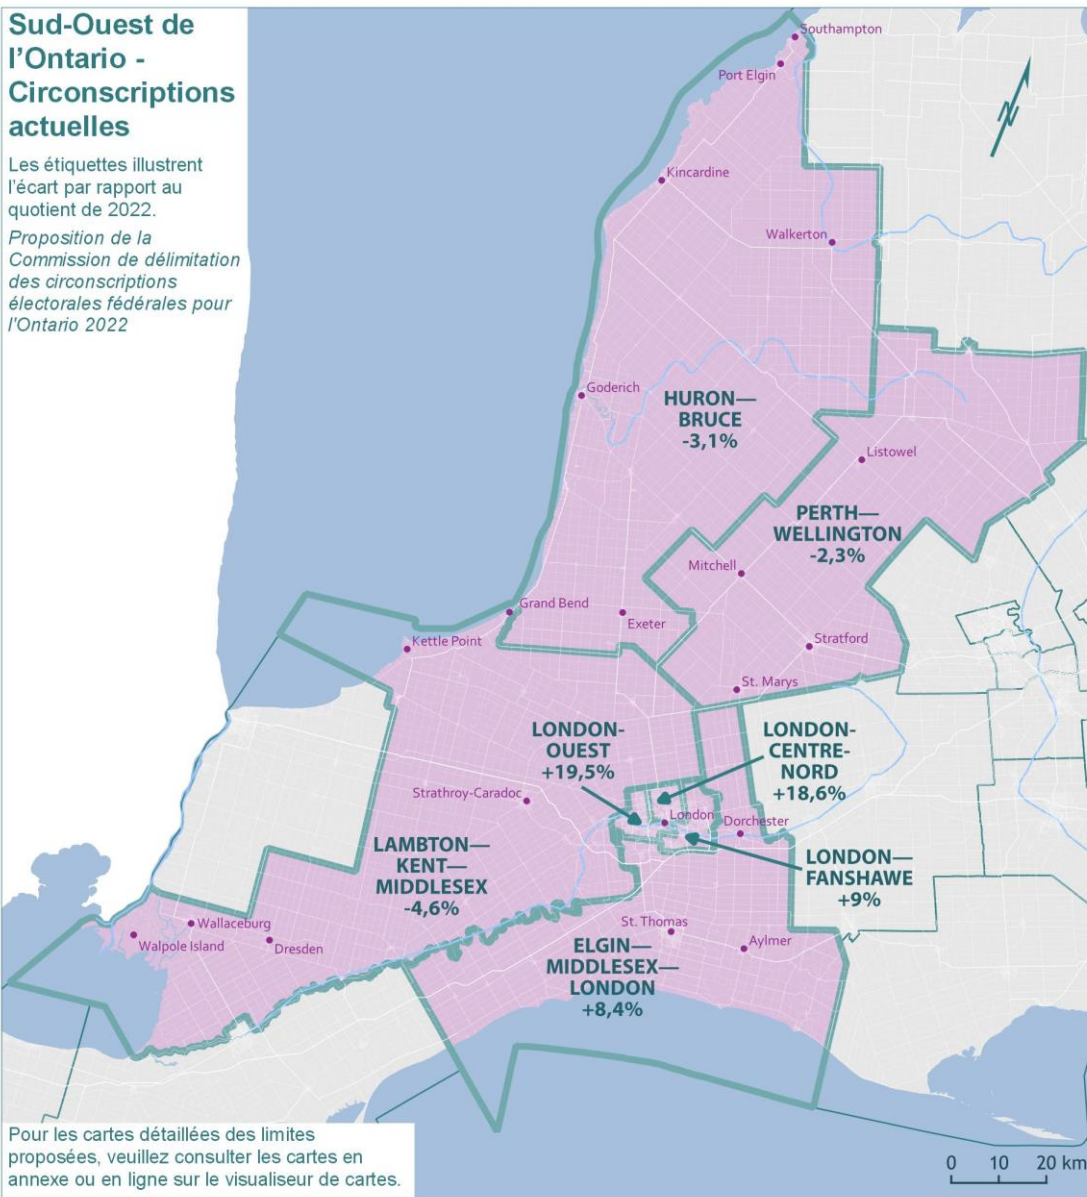 Sud-Ouest de
l'Ontario -
Circonscriptions
actuelles
Les étiquettes illustrent
l'écart par rapport au
quotient de 2022.
Proposition de la
Commission de délimitation
des circonscriptions
électorales fédérales pour
l'Ontario 2022
Southampton
Port Elgin
N
Kincardine
Walkerton
Goderich
HURON—
BRUCE
-3,1%
Listowel
PERTH—
WELLINGTON
-2,3%
Mitchell
Grand Bend
Exeter
Kettle Point
Stratford
St. Marys
LONDON-
OUEST
+19,5%
LONDON-
CENTRE-
NORD
+18,6%
Strathroy-Caradoc
London
Dorchester
LAMBTON—
KENT—
MIDDLESEX
-4,6%
LONDON—
FANSHAWE
+9%
Wallaceburg
Walpole Island
Dresden
St. Thomas
Aylmer
ELGIN—
MIDDLESEX—
LONDON
+8,4%
Pour les cartes détaillées des limites
proposées, veuillez consulter les cartes en
annexe ou en ligne sur le visualiseur de cartes.
0 10 20 km